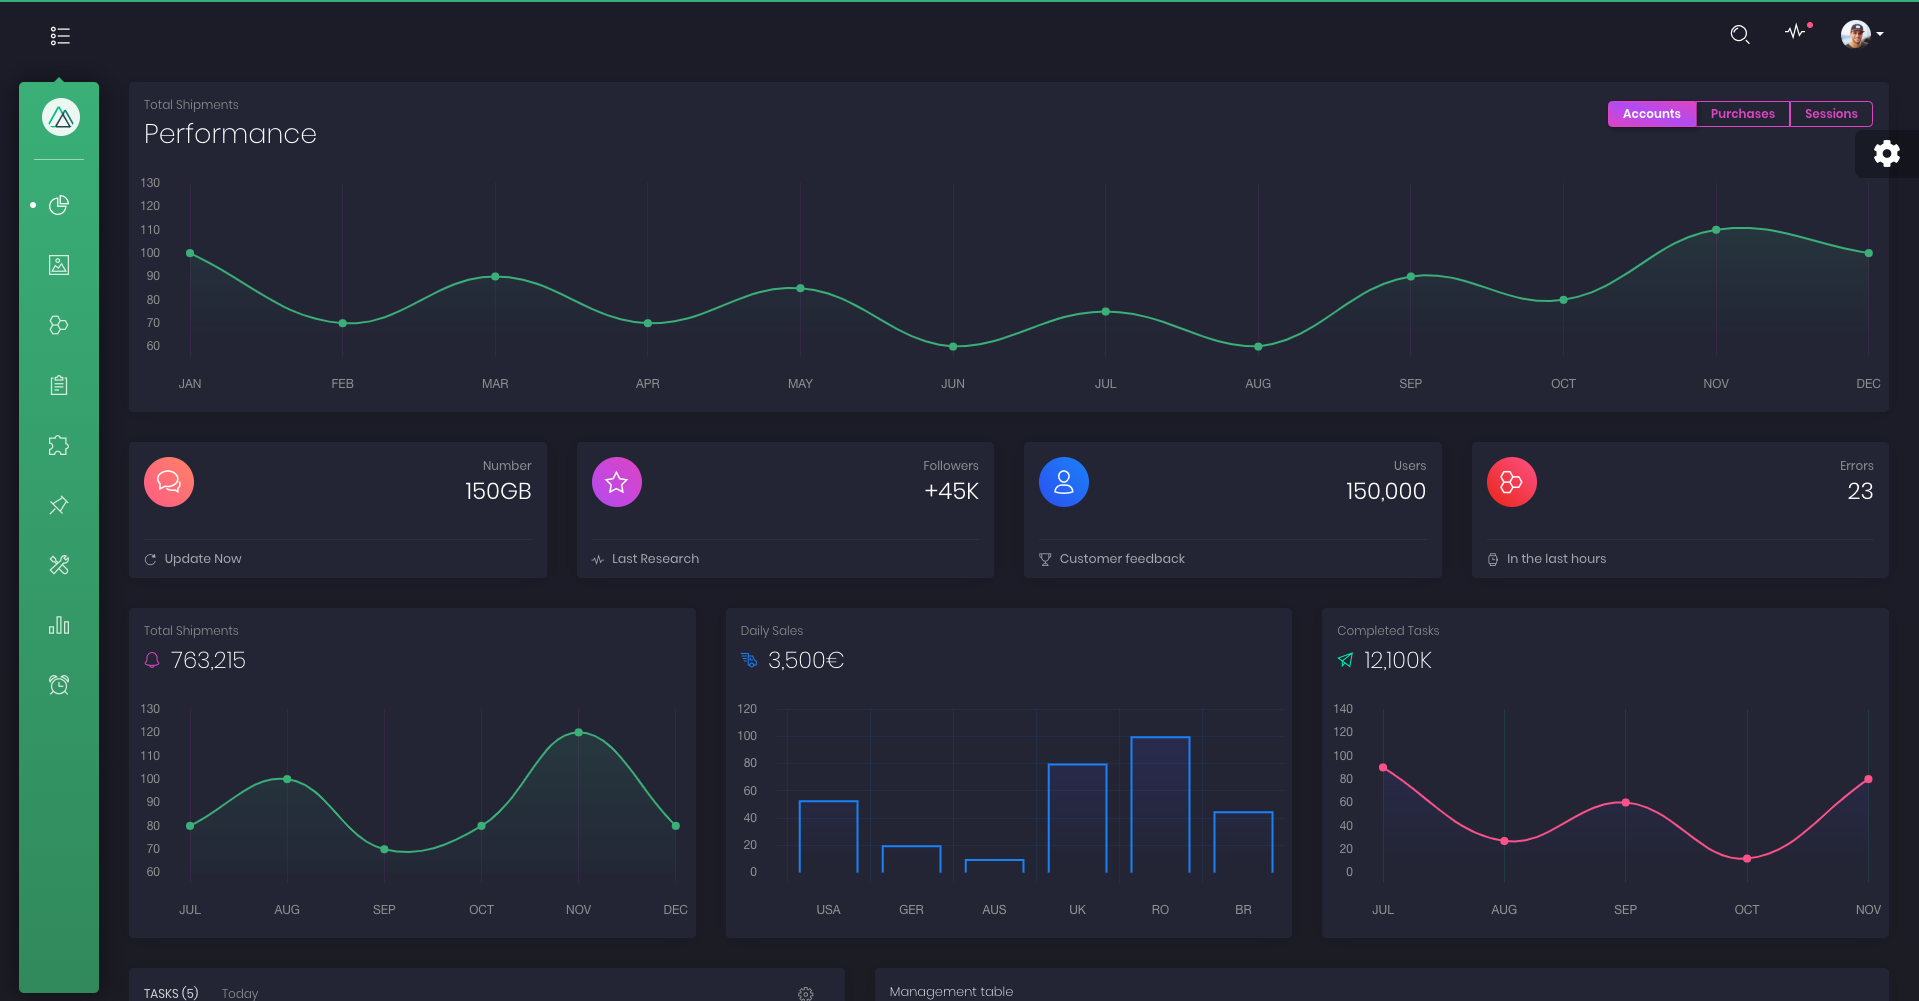 Total Shipments
Performance
Accounts Purchases Sessions
130
120
110
100
90
80
70
60
JAN FEB MAR APR MAY JUN JUL AUG SEP OCT NOV DEC
Number
150GB
Update Now
Followers
+45K
Last Research
Users
150,000
Customer feedback
Errors
23
In the last hours
Total Shipments
763,215
130
120
110
100
90
80
70
60
JUL AUG SEP OCT NOV DEC
Daily Sales
3,500€
120
100
80
60
40
20
0
USA GER AUS UK RO BR
Completed Tasks
12,100K
140
120
100
80
60
40
20
0
JUL AUG SEP OCT NOV
TASKS (5) Today
Management table